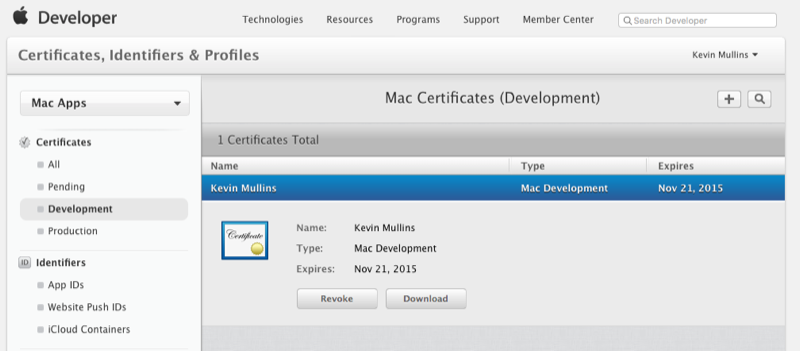 Developer
Technologies Resources Programs Support Member Center Search Developer
Certificates, Identifiers & Profiles
Kevin Mullins
Mac Apps
Certificates
All
Pending
Development
Production
Identifiers
App IDs
Website Push IDs
iCloud Containers
Mac Certificates (Development)
1 Certificates Total
Name Type Expires
Kevin Mullins Mac Development Nov 21, 2015
Certificate
Name: Kevin Mullins
Type: Mac Development
Expires: Nov 21, 2015
Revoke Download
ID